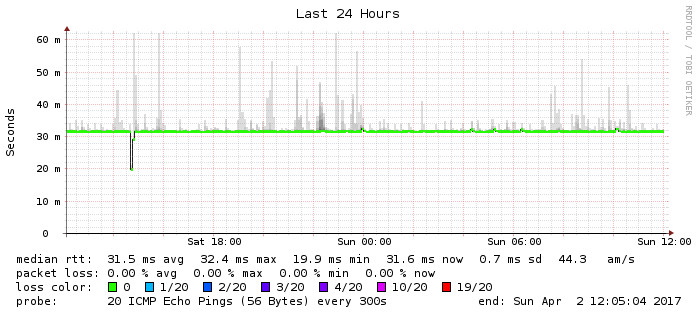 Last 24 Hours
RRDTOOL / TOBI OETIKER
Seconds
60 m
50 m
40 m
30 m
20 m
10 m
0
Sat 18:00 Sun 00:00 Sun 06:00 Sun 12:00
median rtt: 31.5 ms avg 32.4 ms max 19.9 ms min 31.6 ms now 0.7 ms sd 44.3 am/s
packet loss: 0.00 % avg 0.00 % max 0.00 % min 0.00 % now
loss color: 0 1/20 2/20 3/20 4/20 10/20 19/20
probe: 20 ICMP Echo Pings (56 Bytes) every 300s end: Sun Apr 2 12:05:04 2017